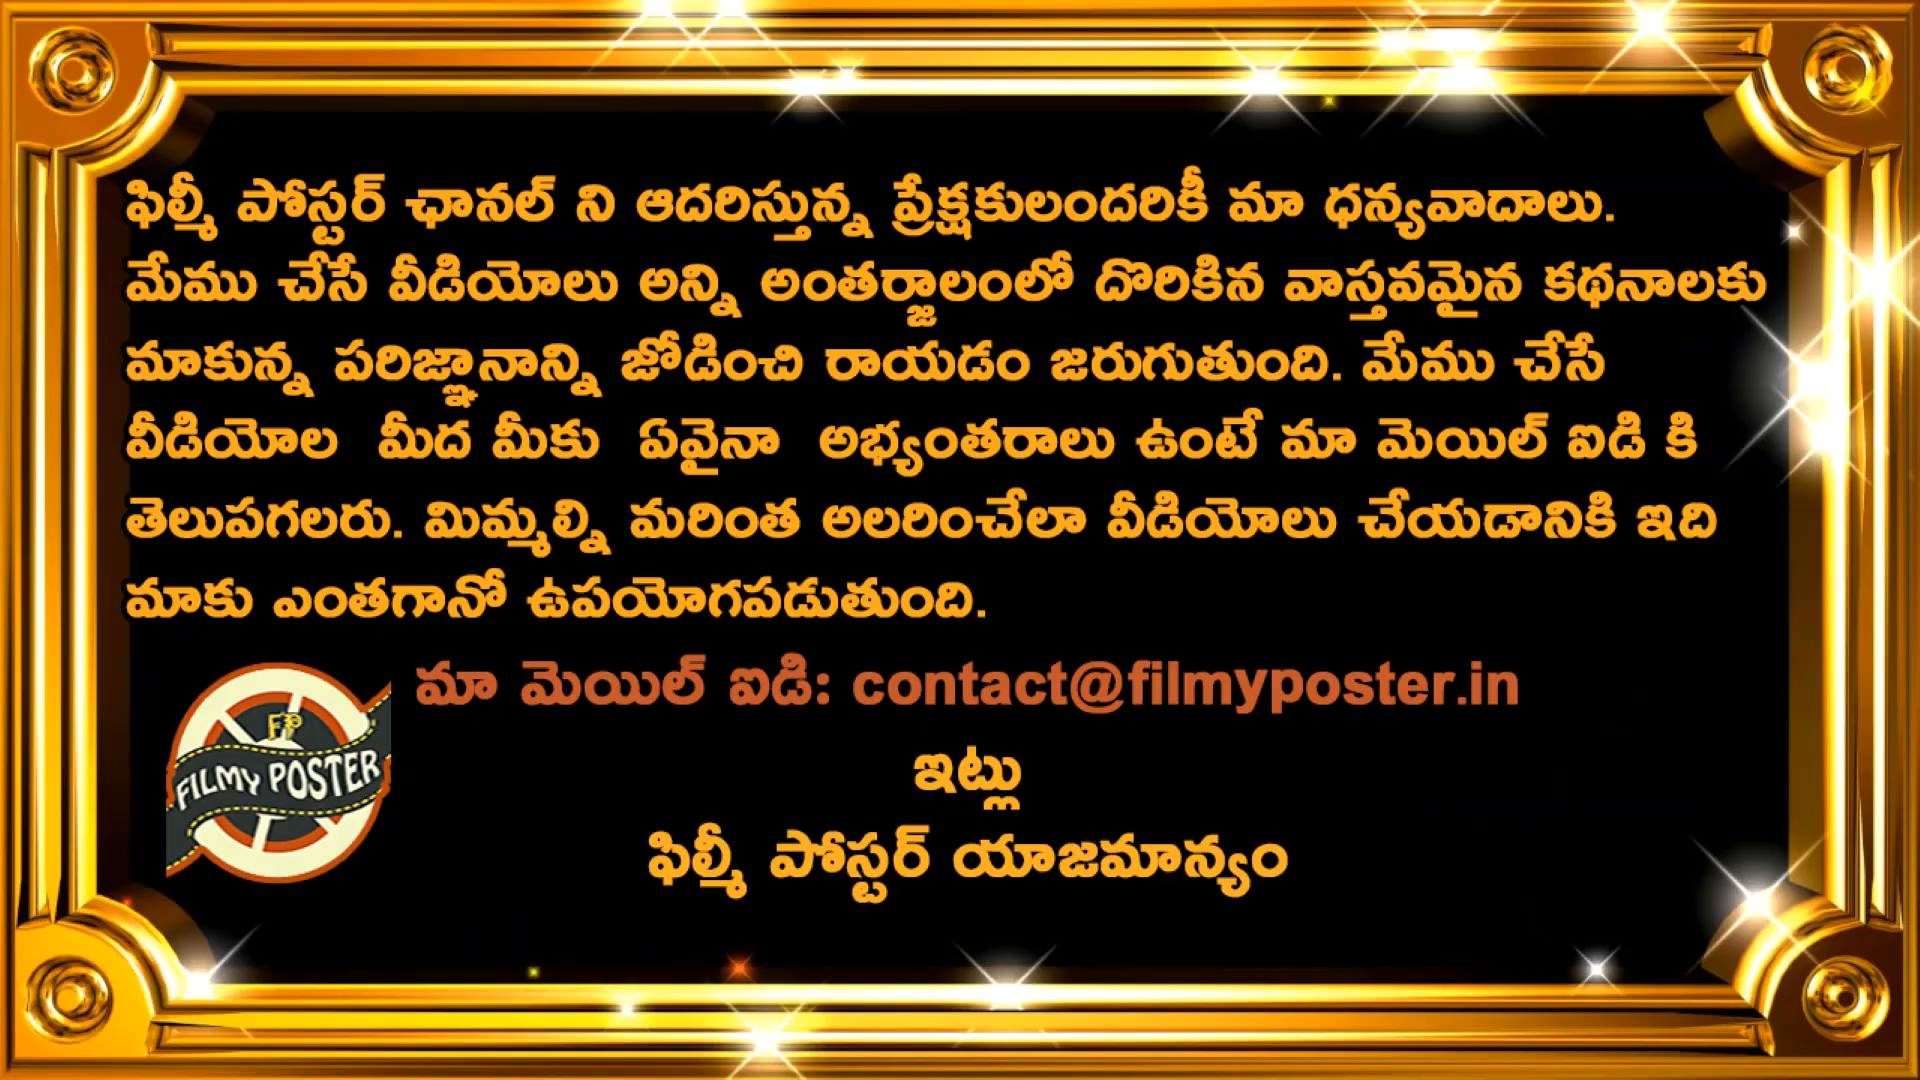 ఫిల్మీ పోస్టర్ ఛానల్ ని ఆదరిస్తున్న ప్రేక్షకులందరికీ మా ధన్యవాదాలు.
మేము చేసే వీడియోలు అన్ని అంతర్జాలంలో దొరికిన వాస్తవమైన కథనాలకు
మాకున్న పరిజ్ఞానాన్ని జోడించి రాయడం జరుగుతుంది. మేము చేసే
వీడియోల మీద మీకు ఏవైనా అభ్యంతరాలు ఉంటే మా మెయిల్ ఐడి కి
తెలుపగలరు. మిమ్మల్ని మరింత అలరించేలా వీడియోలు చేయడానికి ఇది
మాకు ఎంతగానో ఉపయోగపడుతుంది.
మా మెయిల్ ఐడి: contact@filmyposter.in
FP
FILMY POSTER
ఇట్లు
ఫిల్మీ పోస్టర్ యాజమాన్యం